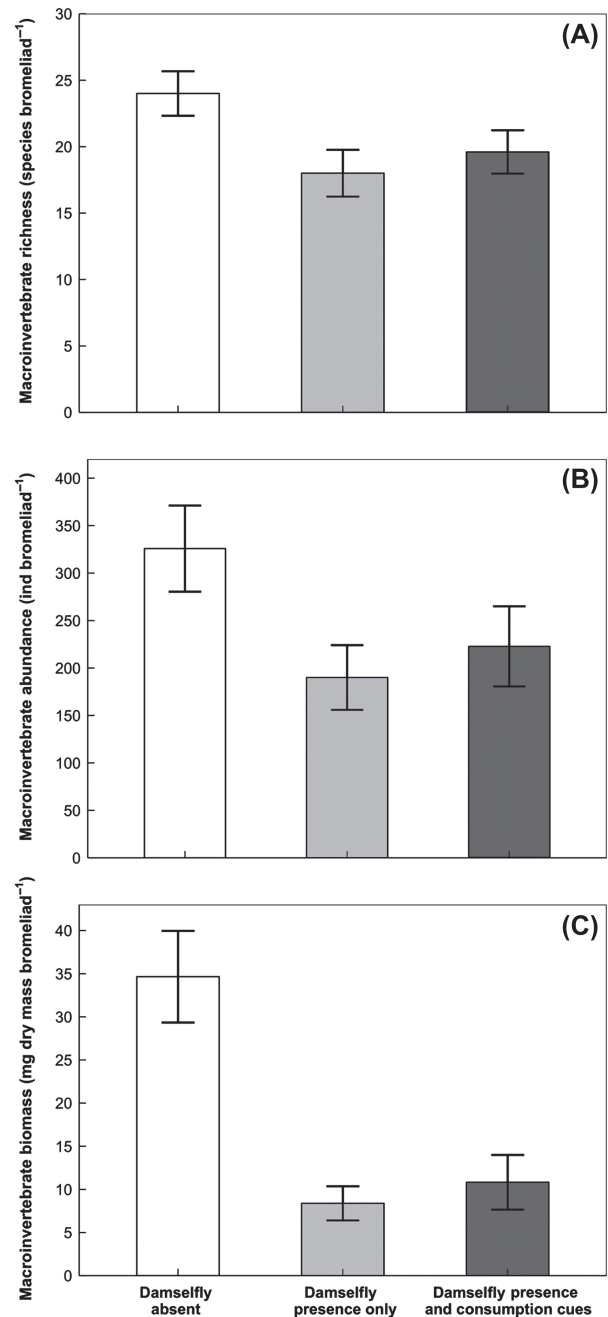 (A)
Macroinvertebrate richness (species bromeliad⁻¹)
30
25
20
15
10
5
0
(B)
Macroinvertebrate abundance (ind bromeliad⁻¹)
400
350
300
250
200
150
100
50
0
(C)
Macroinvertebrate biomass (mg dry mass bromeliad⁻¹)
40
35
30
25
20
15
10
5
0
Damselfly
absent
Damselfly
presence only
Damselfly presence
and consumption cues